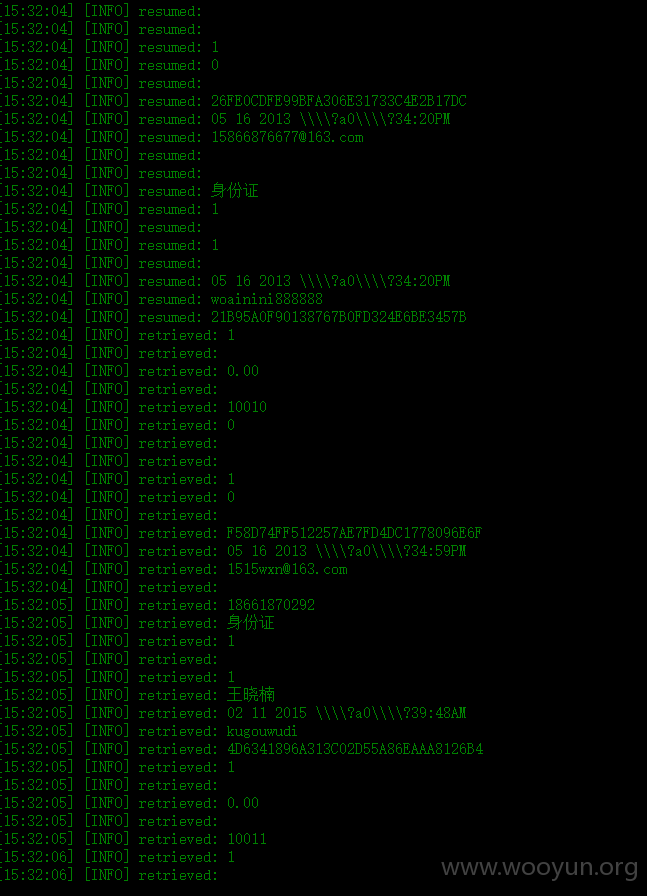 [15:32:04] [INFO] resumed:
[15:32:04] [INFO] resumed:
[15:32:04] [INFO] resumed: 1
[15:32:04] [INFO] resumed: 0
[15:32:04] [INFO] resumed:
[15:32:04] [INFO] resumed: 26FE0CDFE99BFA306E31733C4E2B17DC
[15:32:04] [INFO] resumed: 05 16 2013 \\\\?a0\\\\?34:20PM
[15:32:04] [INFO] resumed: 15866876677@163.com
[15:32:04] [INFO] resumed:
[15:32:04] [INFO] resumed:
[15:32:04] [INFO] resumed: 身份证
[15:32:04] [INFO] resumed: 1
[15:32:04] [INFO] resumed:
[15:32:04] [INFO] resumed: 1
[15:32:04] [INFO] resumed:
[15:32:04] [INFO] resumed: 05 16 2013 \\\\?a0\\\\?34:20PM
[15:32:04] [INFO] resumed: woainini888888
[15:32:04] [INFO] resumed: 21B95A0F90138767B0FD324E6BE3457B
[15:32:04] [INFO] retrieved: 1
[15:32:04] [INFO] retrieved:
[15:32:04] [INFO] retrieved: 0.00
[15:32:04] [INFO] retrieved:
[15:32:04] [INFO] retrieved: 10010
[15:32:04] [INFO] retrieved: 0
[15:32:04] [INFO] retrieved:
[15:32:04] [INFO] retrieved:
[15:32:04] [INFO] retrieved: 1
[15:32:04] [INFO] retrieved: 0
[15:32:04] [INFO] retrieved:
[15:32:04] [INFO] retrieved: F58D74FF512257AE7FD4DC1778096E6F
[15:32:04] [INFO] retrieved: 05 16 2013 \\\\?a0\\\\?34:59PM
[15:32:04] [INFO] retrieved: 1515wxn@163.com
[15:32:04] [INFO] retrieved:
[15:32:05] [INFO] retrieved: 18661870292
[15:32:05] [INFO] retrieved: 身份证
[15:32:05] [INFO] retrieved: 1
[15:32:05] [INFO] retrieved:
[15:32:05] [INFO] retrieved: 1
[15:32:05] [INFO] retrieved: 王晓楠
[15:32:05] [INFO] retrieved: 02 11 2015 \\\\?a0\\\\?39:48AM
[15:32:05] [INFO] retrieved: kugouwudi
[15:32:05] [INFO] retrieved: 4D6341896A313C02D55A86EAAA8126B4
[15:32:05] [INFO] retrieved: 1
[15:32:05] [INFO] retrieved:
[15:32:05] [INFO] retrieved: 0.00
[15:32:05] [INFO] retrieved:
[15:32:05] [INFO] retrieved: 10011
[15:32:06] [INFO] retrieved: 1
[15:32:06] [INFO] retrieved:
www.wooyun.org